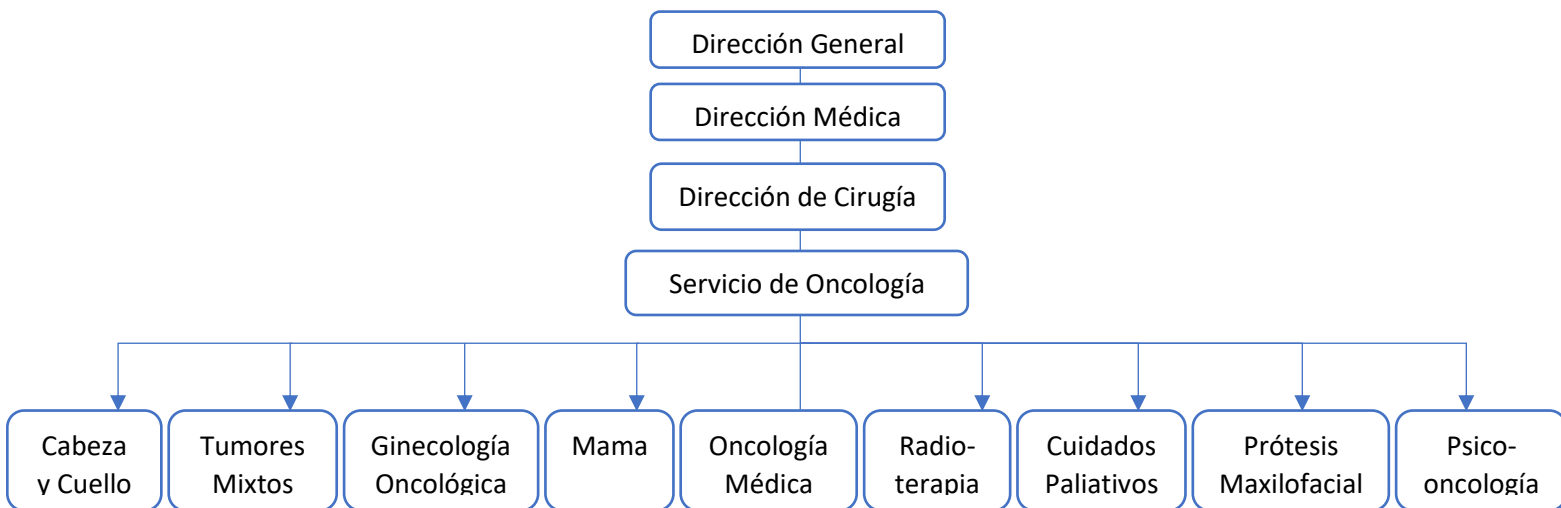 Dirección General
Dirección Médica
Dirección de Cirugía
Servicio de Oncología
Cabeza
y Cuello
Tumores
Mixtos
Ginecología
Oncológica
Mama
Oncología
Médica
Radio-
terapia
Cuidados
Paliativos
Prótesis
Maxilofacial
Psico-
oncología